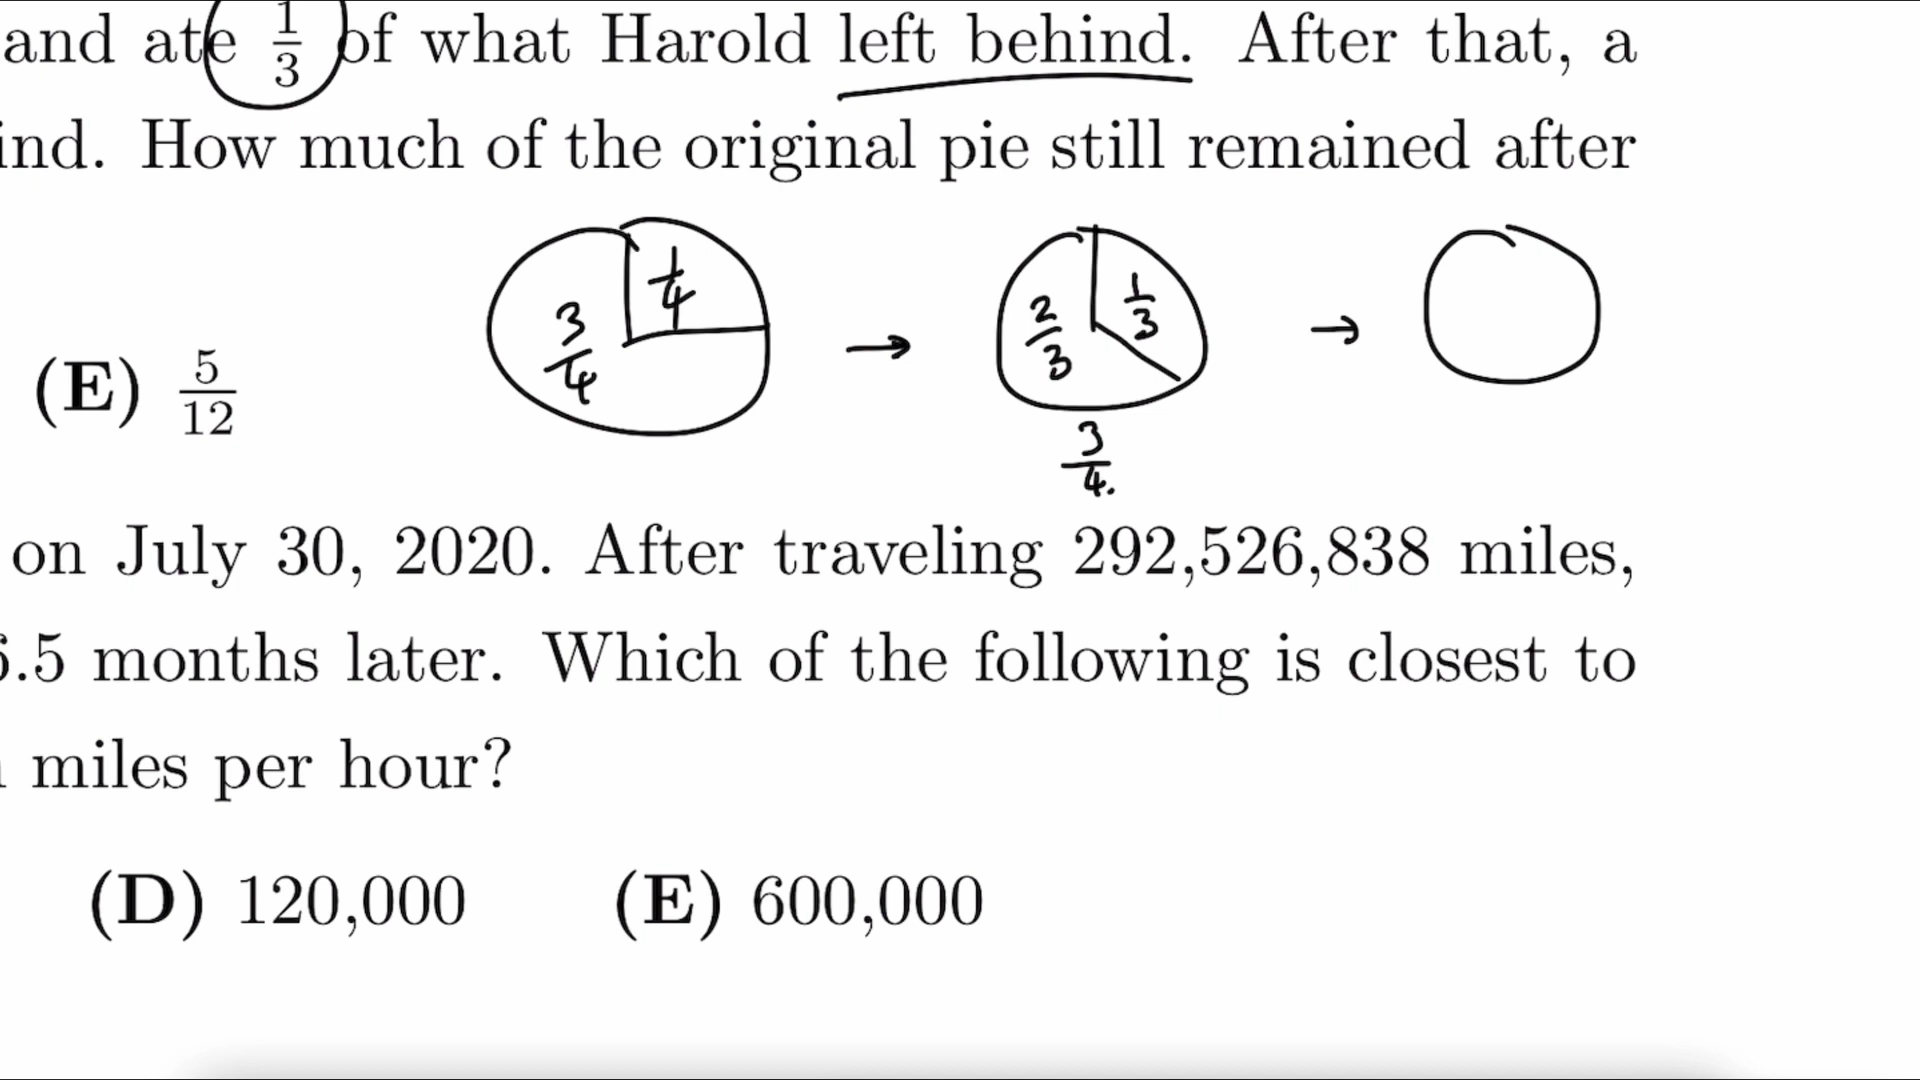 and ate 1/3 of what Harold left behind. After that, a
ind. How much of the original pie still remained after
3/4 1/4 → 2/3 1/3 →
(E) 5/12
3/4.
on July 30, 2020. After traveling 292,526,838 miles,
6.5 months later. Which of the following is closest to
miles per hour?
(D) 120,000 (E) 600,000